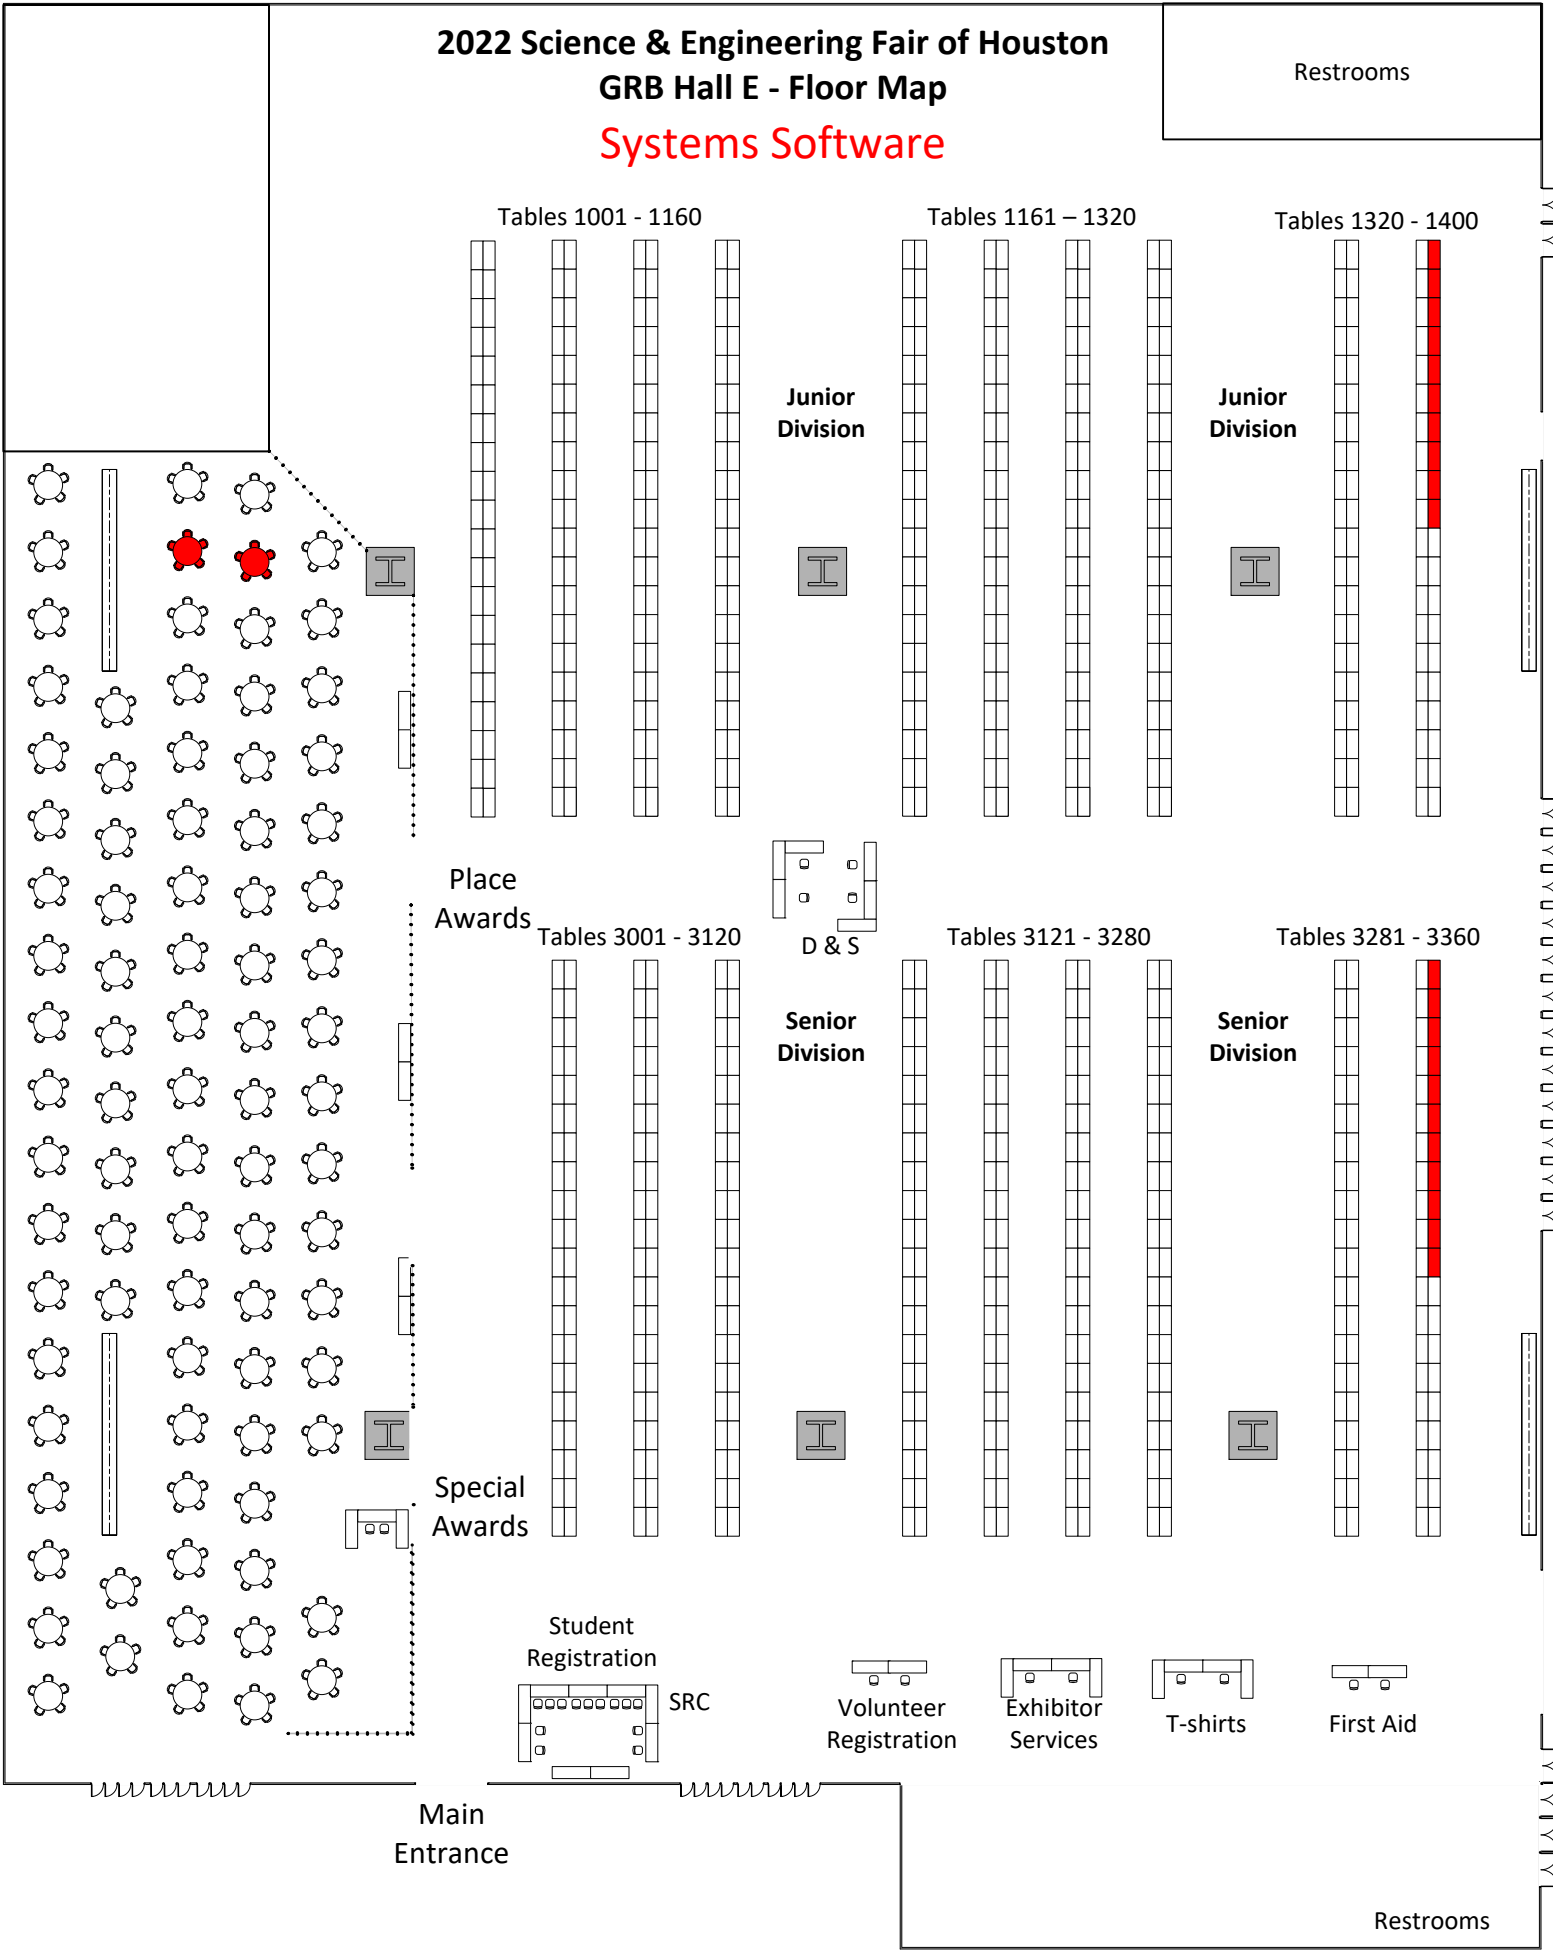 2022 Science & Engineering Fair of Houston
GRB Hall E - Floor Map
Systems Software
Restrooms
Tables 1001 - 1160
Tables 1161 – 1320
Tables 1320 - 1400
Junior
Division
Junior
Division
Place
Awards
D & S
Tables 3001 - 3120
Tables 3121 - 3280
Tables 3281 - 3360
Senior
Division
Senior
Division
Special
Awards
Student
Registration
SRC
Volunteer
Registration
Exhibitor
Services
T-shirts
First Aid
Main
Entrance
Restrooms